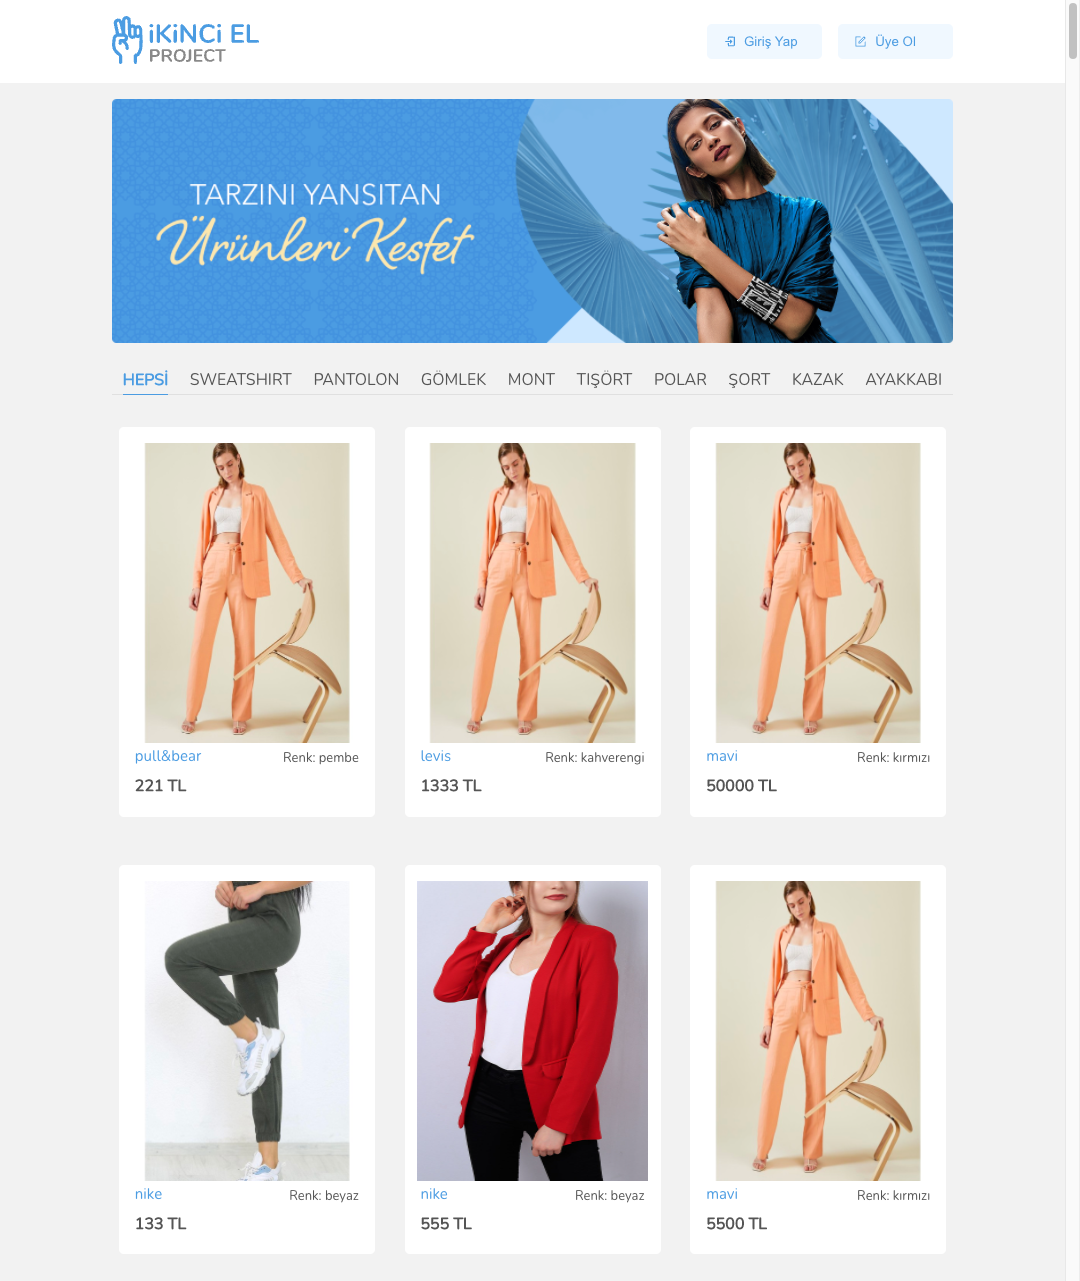 iKiNCi EL
PROJECT
Giriş Yap
Üye Ol
TARZINI YANSITAN
Ürünleri Kesfet
HEPSİ SWEATSHIRT PANTOLON GÖMLEK MONT TIŞÖRT POLAR ŞORT KAZAK AYAKKABI
pull&bear Renk: pembe
221 TL
levis Renk: kahverengi
1333 TL
mavi Renk: kırmızı
50000 TL
nike Renk: beyaz
133 TL
nike Renk: beyaz
555 TL
mavi Renk: kırmızı
5500 TL